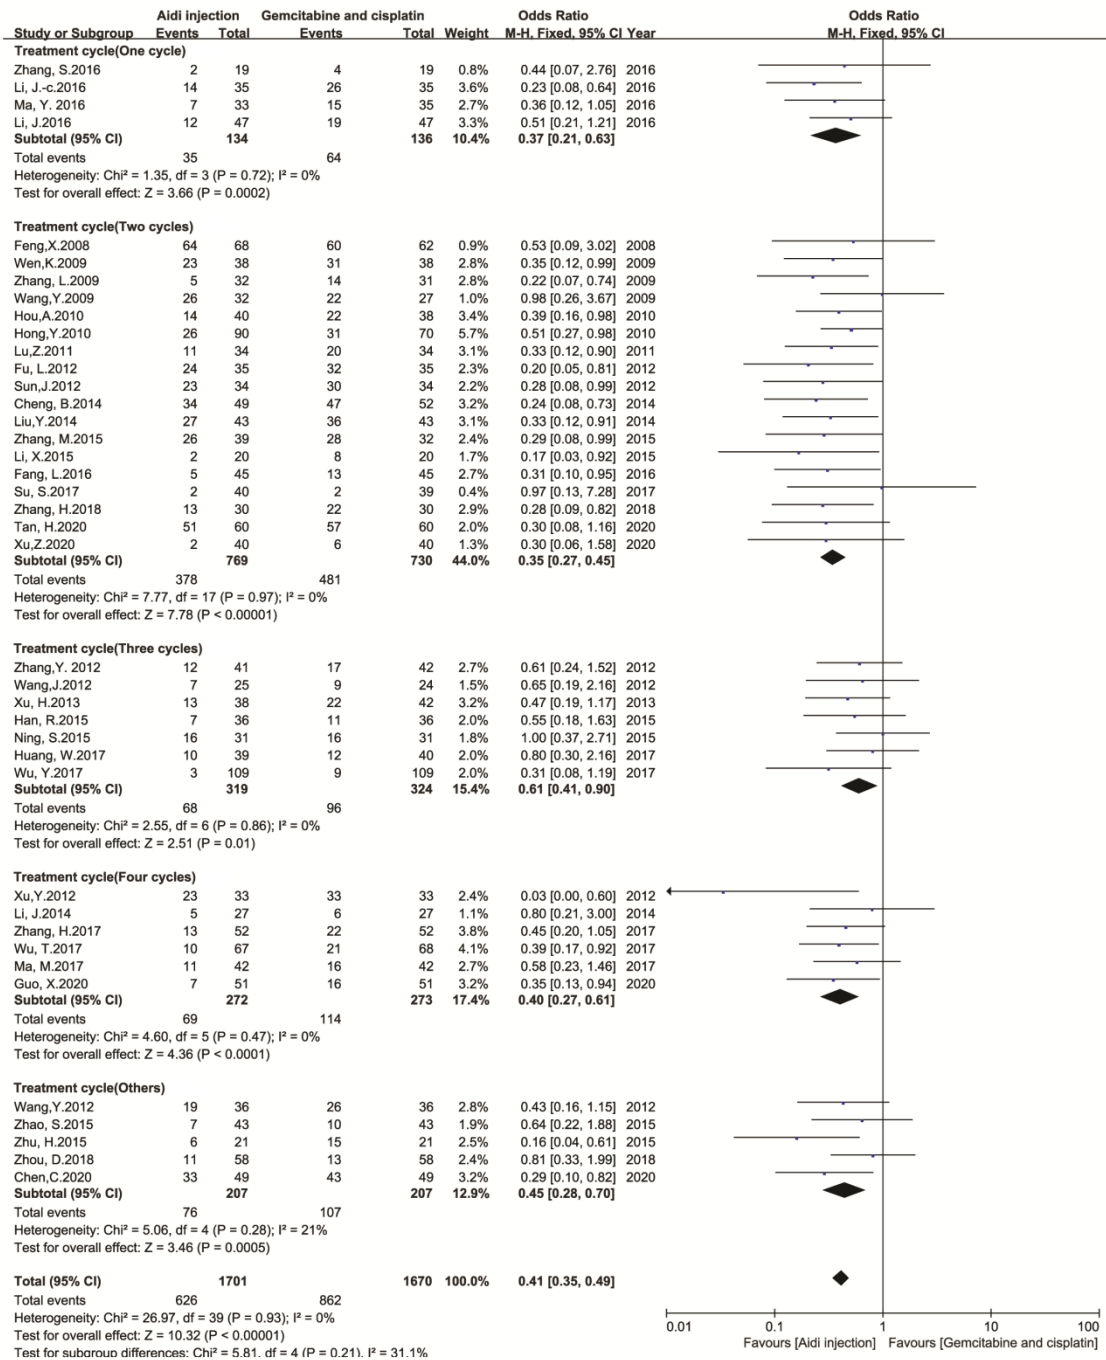 Aidi injection Gemcitabine and cisplatin Odds Ratio Odds Ratio
Study or Subgroup Events Total Events Total Weight M-H, Fixed, 95% CI Year M-H, Fixed, 95% CI
Treatment cycle(One cycle)
Zhang, S.2016 2 19 4 19 0.8% 0.44 [0.07, 2.76] 2016
Li, J.-c.2016 14 35 26 35 3.6% 0.23 [0.08, 0.64] 2016
Ma, Y. 2016 7 33 15 35 2.7% 0.36 [0.12, 1.05] 2016
Li, J.2016 12 47 19 47 3.3% 0.51 [0.21, 1.21] 2016
Subtotal (95% CI) 134 136 10.4% 0.37 [0.21, 0.63]
Total events 35 64
Heterogeneity: Chi² = 1.35, df = 3 (P = 0.72); I² = 0%
Test for overall effect: Z = 3.66 (P = 0.0002)
Treatment cycle(Two cycles)
Feng,X.2008 64 68 60 62 0.9% 0.53 [0.09, 3.02] 2008
Wen,K.2009 23 38 31 38 2.8% 0.35 [0.12, 0.99] 2009
Zhang, L.2009 5 32 14 31 2.8% 0.22 [0.07, 0.74] 2009
Wang,Y.2009 26 32 22 27 1.0% 0.98 [0.26, 3.67] 2009
Hou,A.2010 14 40 22 38 3.4% 0.39 [0.16, 0.98] 2010
Hong,Y.2010 26 90 31 70 5.7% 0.51 [0.27, 0.98] 2010
Lu,Z.2011 11 34 20 34 3.1% 0.33 [0.12, 0.90] 2011
Fu, L.2012 24 35 32 35 2.3% 0.20 [0.05, 0.81] 2012
Sun,J.2012 23 34 30 34 2.2% 0.28 [0.08, 0.99] 2012
Cheng, B.2014 34 49 47 52 3.2% 0.24 [0.08, 0.73] 2014
Liu,Y.2014 27 43 36 43 3.1% 0.33 [0.12, 0.91] 2014
Zhang, M.2015 26 39 28 32 2.4% 0.29 [0.08, 0.99] 2015
Li, X.2015 2 20 8 20 1.7% 0.17 [0.03, 0.92] 2015
Fang, L.2016 5 45 13 45 2.7% 0.31 [0.10, 0.95] 2016
Su, S.2017 2 40 2 39 0.4% 0.97 [0.13, 7.28] 2017
Zhang, H.2018 13 30 22 30 2.9% 0.28 [0.09, 0.82] 2018
Tan, H.2020 51 60 57 60 2.0% 0.30 [0.08, 1.16] 2020
Xu,Z.2020 2 40 6 40 1.3% 0.30 [0.06, 1.58] 2020
Subtotal (95% CI) 769 730 44.0% 0.35 [0.27, 0.45]
Total events 378 481
Heterogeneity: Chi² = 7.77, df = 17 (P = 0.97); I² = 0%
Test for overall effect: Z = 7.78 (P < 0.00001)
Treatment cycle(Three cycles)
Zhang,Y. 2012 12 41 17 42 2.7% 0.61 [0.24, 1.52] 2012
Wang,J.2012 7 25 9 24 1.5% 0.65 [0.19, 2.16] 2012
Xu, H.2013 13 38 22 42 3.2% 0.47 [0.19, 1.17] 2013
Han, R.2015 7 36 11 36 2.0% 0.55 [0.18, 1.63] 2015
Ning, S.2015 16 31 16 31 1.8% 1.00 [0.37, 2.71] 2015
Huang, W.2017 10 39 12 40 2.0% 0.80 [0.30, 2.16] 2017
Wu, Y.2017 3 109 9 109 2.0% 0.31 [0.08, 1.19] 2017
Subtotal (95% CI) 319 324 15.4% 0.61 [0.41, 0.90]
Total events 68 96
Heterogeneity: Chi² = 2.55, df = 6 (P = 0.86); I² = 0%
Test for overall effect: Z = 2.51 (P = 0.01)
Treatment cycle(Four cycles)
Xu,Y.2012 23 33 33 33 2.4% 0.03 [0.00, 0.60] 2012
Li, J.2014 5 27 6 27 1.1% 0.80 [0.21, 3.00] 2014
Zhang, H.2017 13 52 22 52 3.8% 0.45 [0.20, 1.05] 2017
Wu, T.2017 10 67 21 68 4.1% 0.39 [0.17, 0.92] 2017
Ma, M.2017 11 42 16 42 2.7% 0.58 [0.23, 1.46] 2017
Guo, X.2020 7 51 16 51 3.2% 0.35 [0.13, 0.94] 2020
Subtotal (95% CI) 272 273 17.4% 0.40 [0.27, 0.61]
Total events 69 114
Heterogeneity: Chi² = 4.60, df = 5 (P = 0.47); I² = 0%
Test for overall effect: Z = 4.36 (P < 0.0001)
Treatment cycle(Others)
Wang,Y.2012 19 36 26 36 2.8% 0.43 [0.16, 1.15] 2012
Zhao, S.2015 7 43 10 43 1.9% 0.64 [0.22, 1.88] 2015
Zhu, H.2015 6 21 15 21 2.5% 0.16 [0.04, 0.61] 2015
Zhou, D.2018 11 58 13 58 2.4% 0.81 [0.33, 1.99] 2018
Chen,C.2020 33 49 43 49 3.2% 0.29 [0.10, 0.82] 2020
Subtotal (95% CI) 207 207 12.9% 0.45 [0.28, 0.70]
Total events 76 107
Heterogeneity: Chi² = 5.06, df = 4 (P = 0.28); I² = 21%
Test for overall effect: Z = 3.46 (P = 0.0005)
Total (95% CI) 1701 1670 100.0% 0.41 [0.35, 0.49]
Total events 626 862
Heterogeneity: Chi² = 26.97, df = 39 (P = 0.93); I² = 0%
Test for overall effect: Z = 10.32 (P < 0.00001)
Test for subgroup differences: Chi² = 5.81, df = 4 (P = 0.21), I² = 31.1%
0.01 0.1 1 10 100
Favours [Aidi injection] Favours [Gemcitabine and cisplatin]